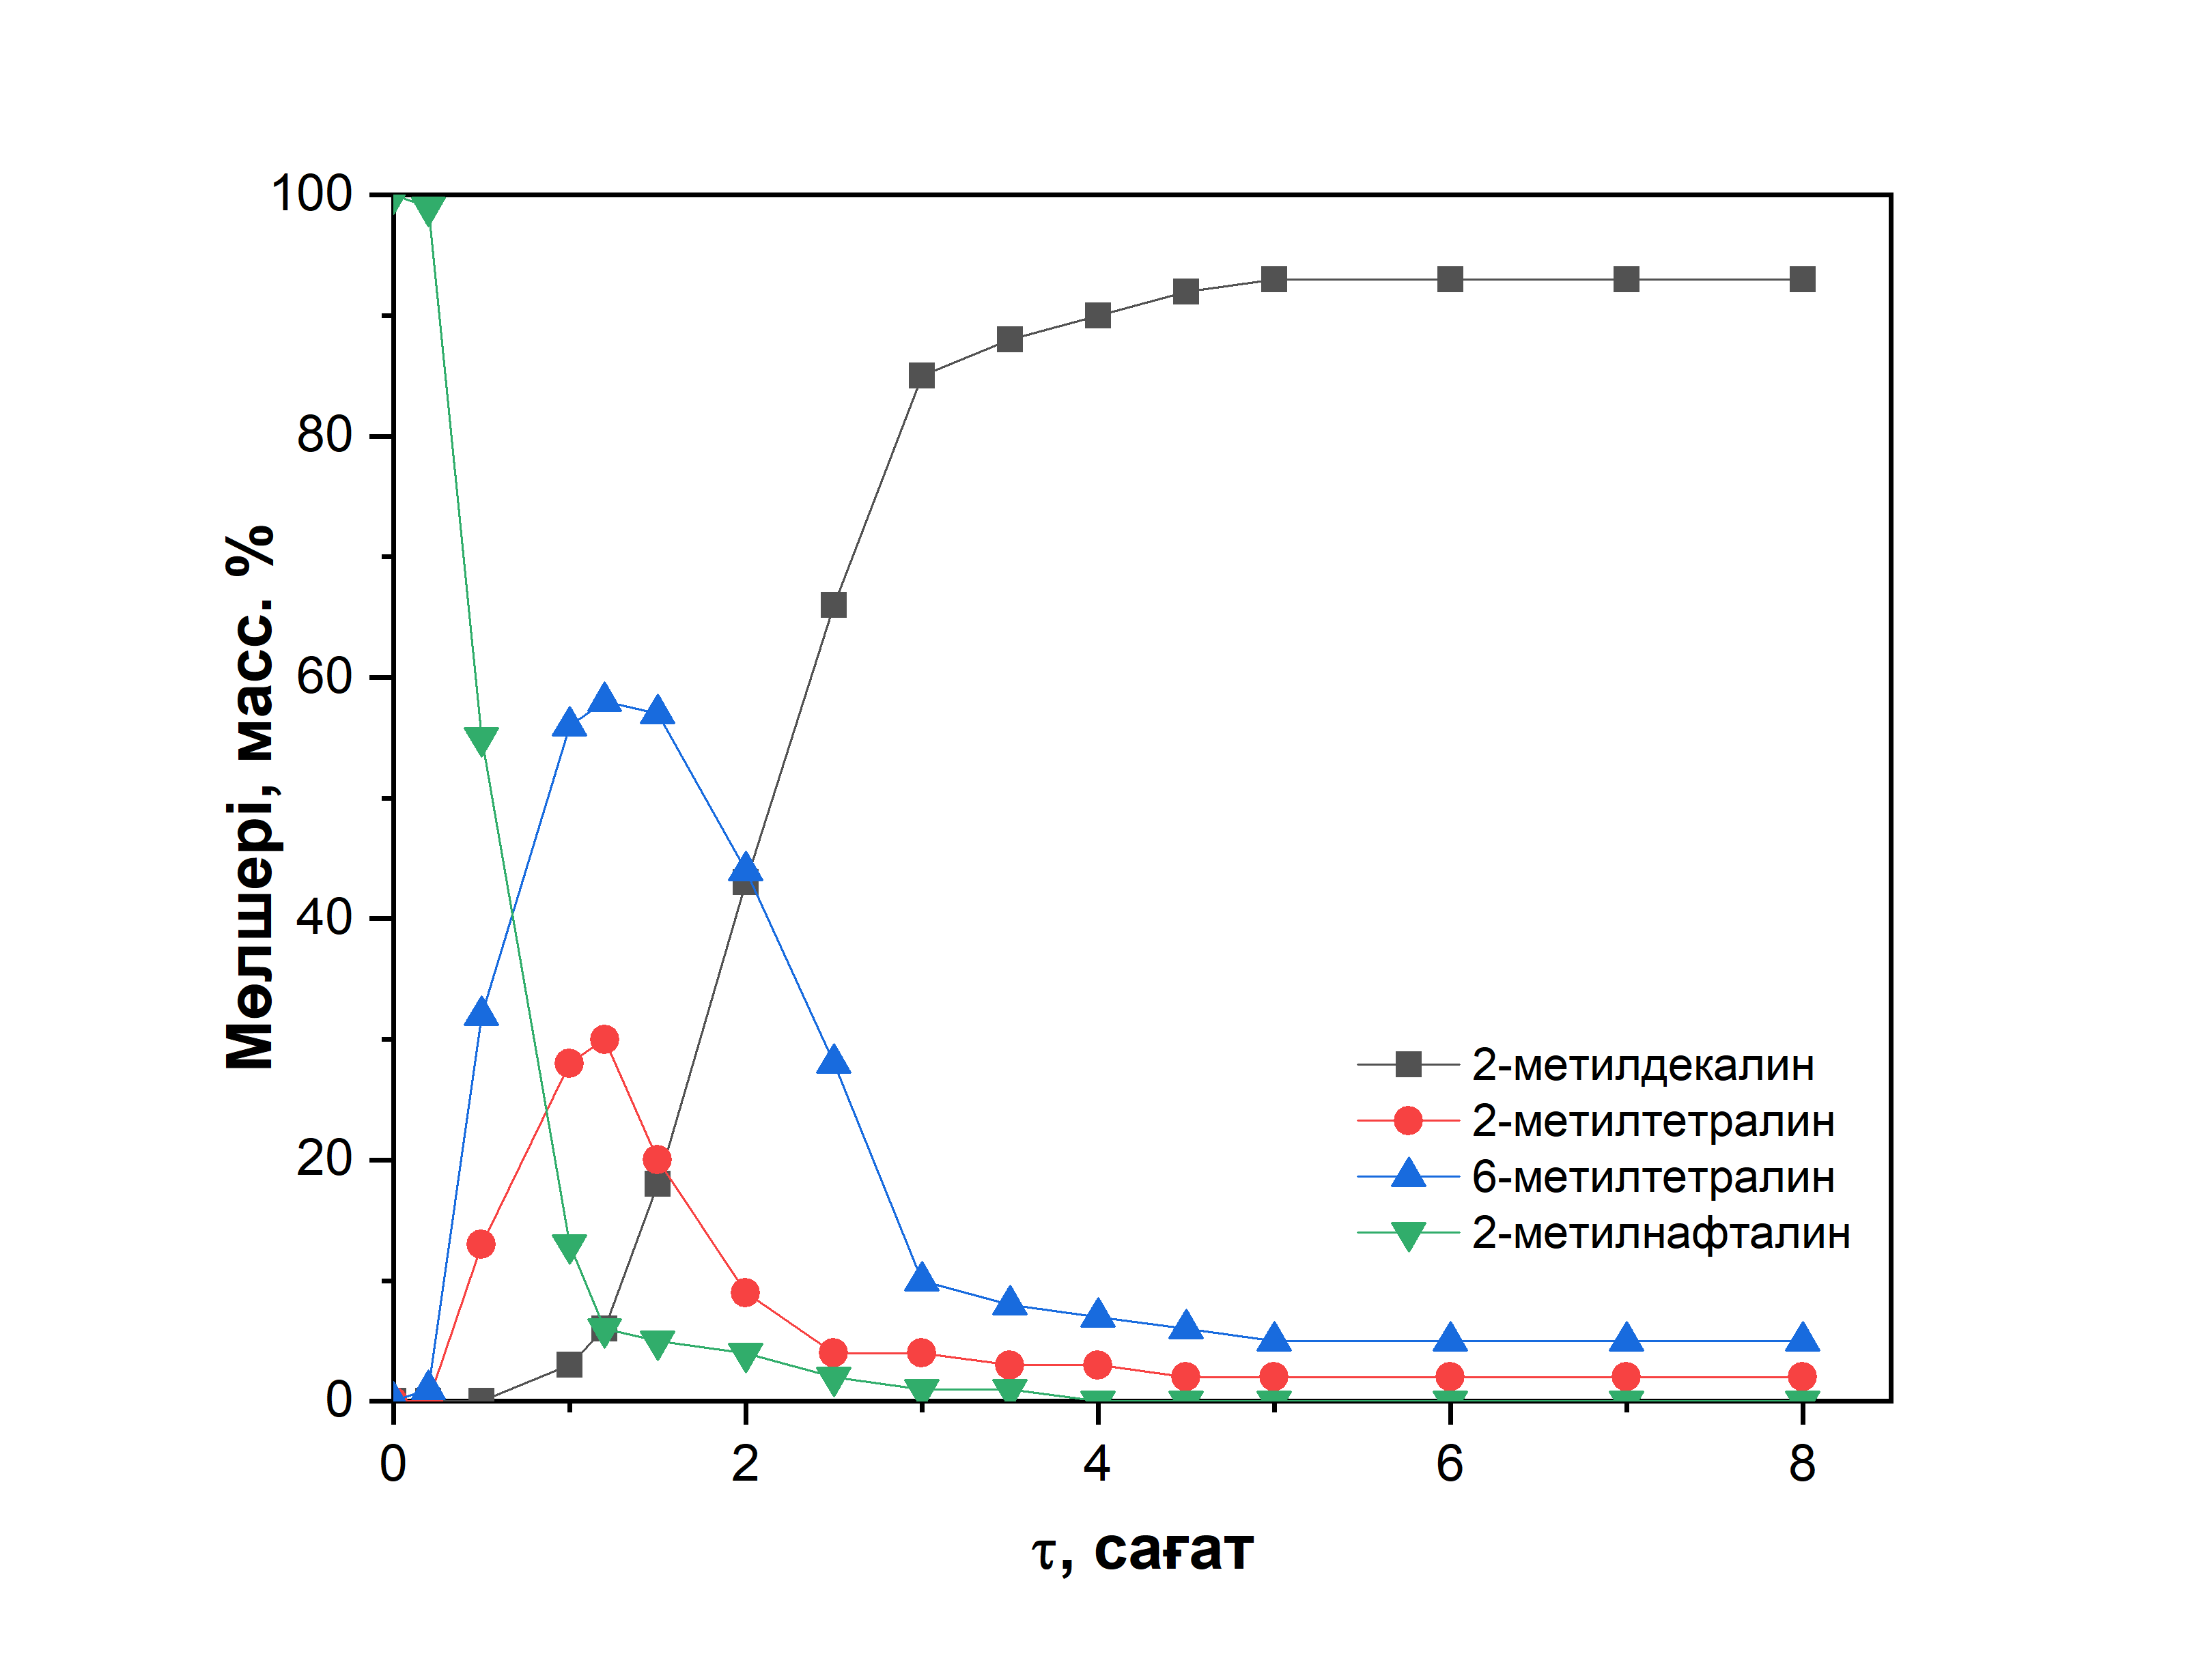 100
80
60
40
20
0
Мөлшері, масс. %
0 2 4 6 8
τ, сағат
2-метилдекалин
2-метилтетралин
6-метилтетралин
2-метилнафталин